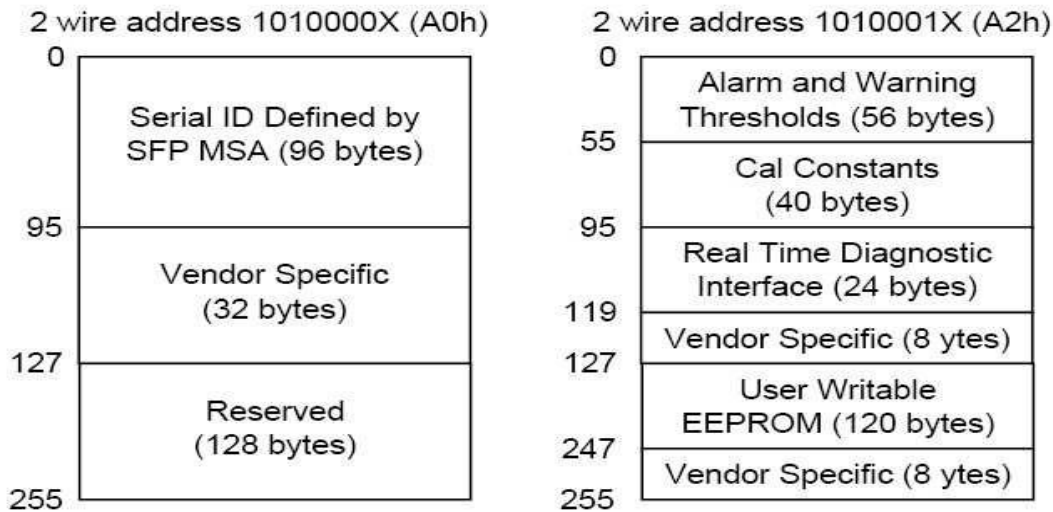 2 wire address 1010000X (A0h)
0
Serial ID Defined by
SFP MSA (96 bytes)
95
Vendor Specific
(32 bytes)
127
Reserved
(128 bytes)
255
2 wire address 1010001X (A2h)
0
Alarm and Warning
Thresholds (56 bytes)
55
Cal Constants
(40 bytes)
95
Real Time Diagnostic
Interface (24 bytes)
119
Vendor Specific (8 ytes)
127
User Writable
EEPROM (120 bytes)
247
Vendor Specific (8 ytes)
255